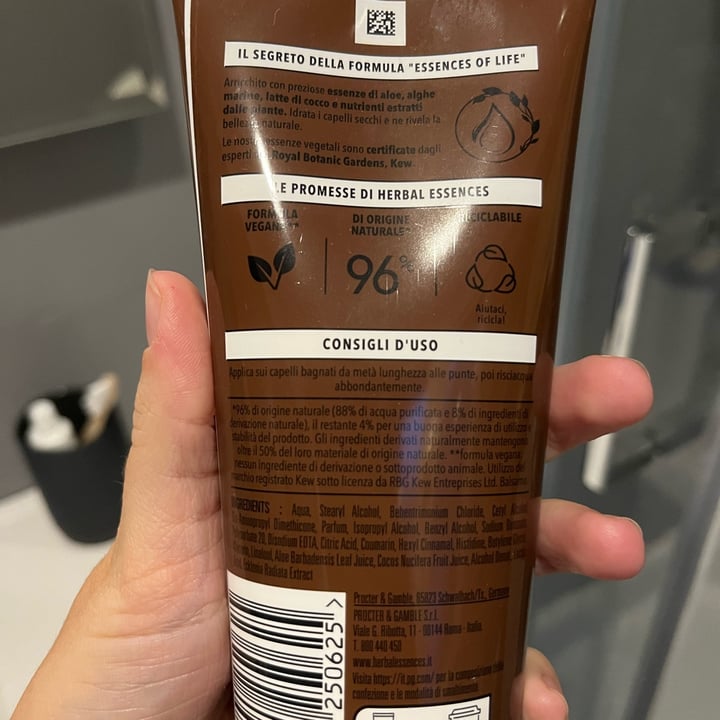 IL SEGRETO DELLA FORMULA "ESSENCES OF LIFE"
Arricchito con preziose essenze di aloe, alghe
marine, latte di cocco e nutrienti estratti
dalle piante. Idrata i capelli secchi e ne rivela la
bellezza naturale.
Le nostre essenze vegetali sono certificate dagli
esperti di Royal Botanic Gardens, Kew.
LE PROMESSE DI HERBAL ESSENCES
FORMULA
VEGANA**
DI ORIGINE
NATURALE*
RICICLABILE
96%
Aiutaci,
ricicla!
CONSIGLI D'USO
Applica sui capelli bagnati da metà lunghezza alle punte, poi risciacqua
abbondantemente.
*96% di origine naturale (88% di acqua purificata e 8% di ingredienti di
derivazione naturale), il restante 4% per una buona esperienza di utilizzo e
stabilità del prodotto. Gli ingredienti derivati naturalmente mantengono
oltre il 50% del loro materiale di origine naturale. **formula vegana:
nessun ingrediente di derivazione o sottoprodotto animale. Utilizzo del
marchio registrato Kew sotto licenza da RBG Kew Entreprises Ltd. Balsamo
INGREDIENTS : Aqua, Stearyl Alcohol, Behentrimonium Chloride, Cetyl Alcohol,
Aminopropyl Dimethicone, Parfum, Isopropyl Alcohol, Benzyl Alcohol, Sodium
20, Disodium EDTA, Citric Acid, Coumarin, Hexyl Cinnamal, Histidine, Butylene
Linalool, Aloe Barbadensis Leaf Juice, Cocos Nucifera Fruit Juice, Alcohol
Ecklonia Radiata Extract
Procter & Gamble, 65823 Schwalbach/Ts., Germany
PROCTER & GAMBLE S.r.l.
Viale G. Ribotta, 11 - 00144 Roma - Italia.
T. 800 440 450
www.herbalessences.it
Visita https://it.pg.com/ per la composizione della
confezione e le modalità di smaltimento.
250625